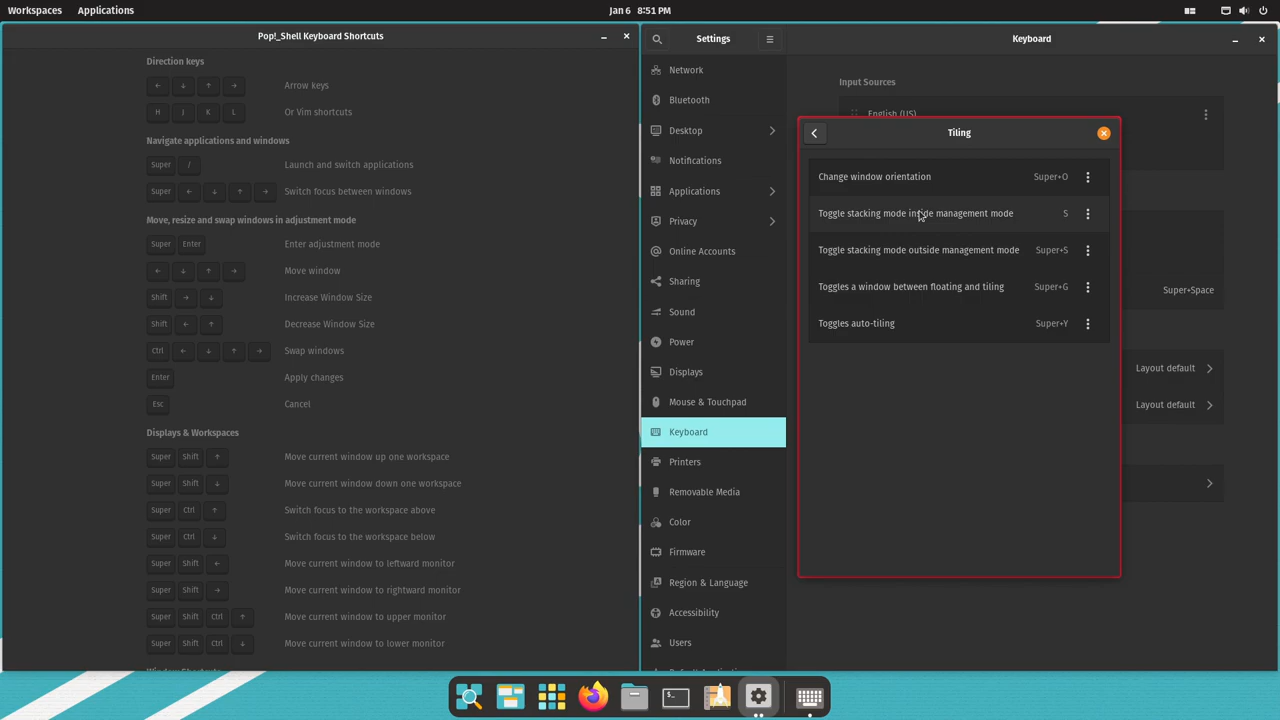 Workspaces Applications Jan 6 8:51 PM
Pop!_Shell Keyboard Shortcuts
Direction keys
← ↓ ↑ → Arrow keys
H J K L Or Vim shortcuts
Navigate applications and windows
Super / Launch and switch applications
Super ← ↓ ↑ → Switch focus between windows
Move, resize and swap windows in adjustment mode
Super Enter Enter adjustment mode
← ↓ ↑ → Move window
Shift → ↓ Increase Window Size
Shift ← ↑ Decrease Window Size
Ctrl ← ↓ ↑ → Swap windows
Enter Apply changes
Esc Cancel
Displays & Workspaces
Super Shift ↑ Move current window up one workspace
Super Shift ↓ Move current window down one workspace
Super Ctrl ↑ Switch focus to the workspace above
Super Ctrl ↓ Switch focus to the workspace below
Super Shift ← Move current window to leftward monitor
Super Shift → Move current window to rightward monitor
Super Shift Ctrl ↑ Move current window to upper monitor
Super Shift Ctrl ↓ Move current window to lower monitor
Settings
Network
Bluetooth
Desktop
Notifications
Applications
Privacy
Online Accounts
Sharing
Sound
Power
Displays
Mouse & Touchpad
Keyboard
Printers
Removable Media
Color
Firmware
Region & Language
Accessibility
Users
Keyboard
Input Sources
English (US)
Super+Space
Layout default
Layout default
Tiling
Change window orientation Super+O
Toggle stacking mode inside management mode S
Toggle stacking mode outside management mode Super+S
Toggles a window between floating and tiling Super+G
Toggles auto-tiling Super+Y